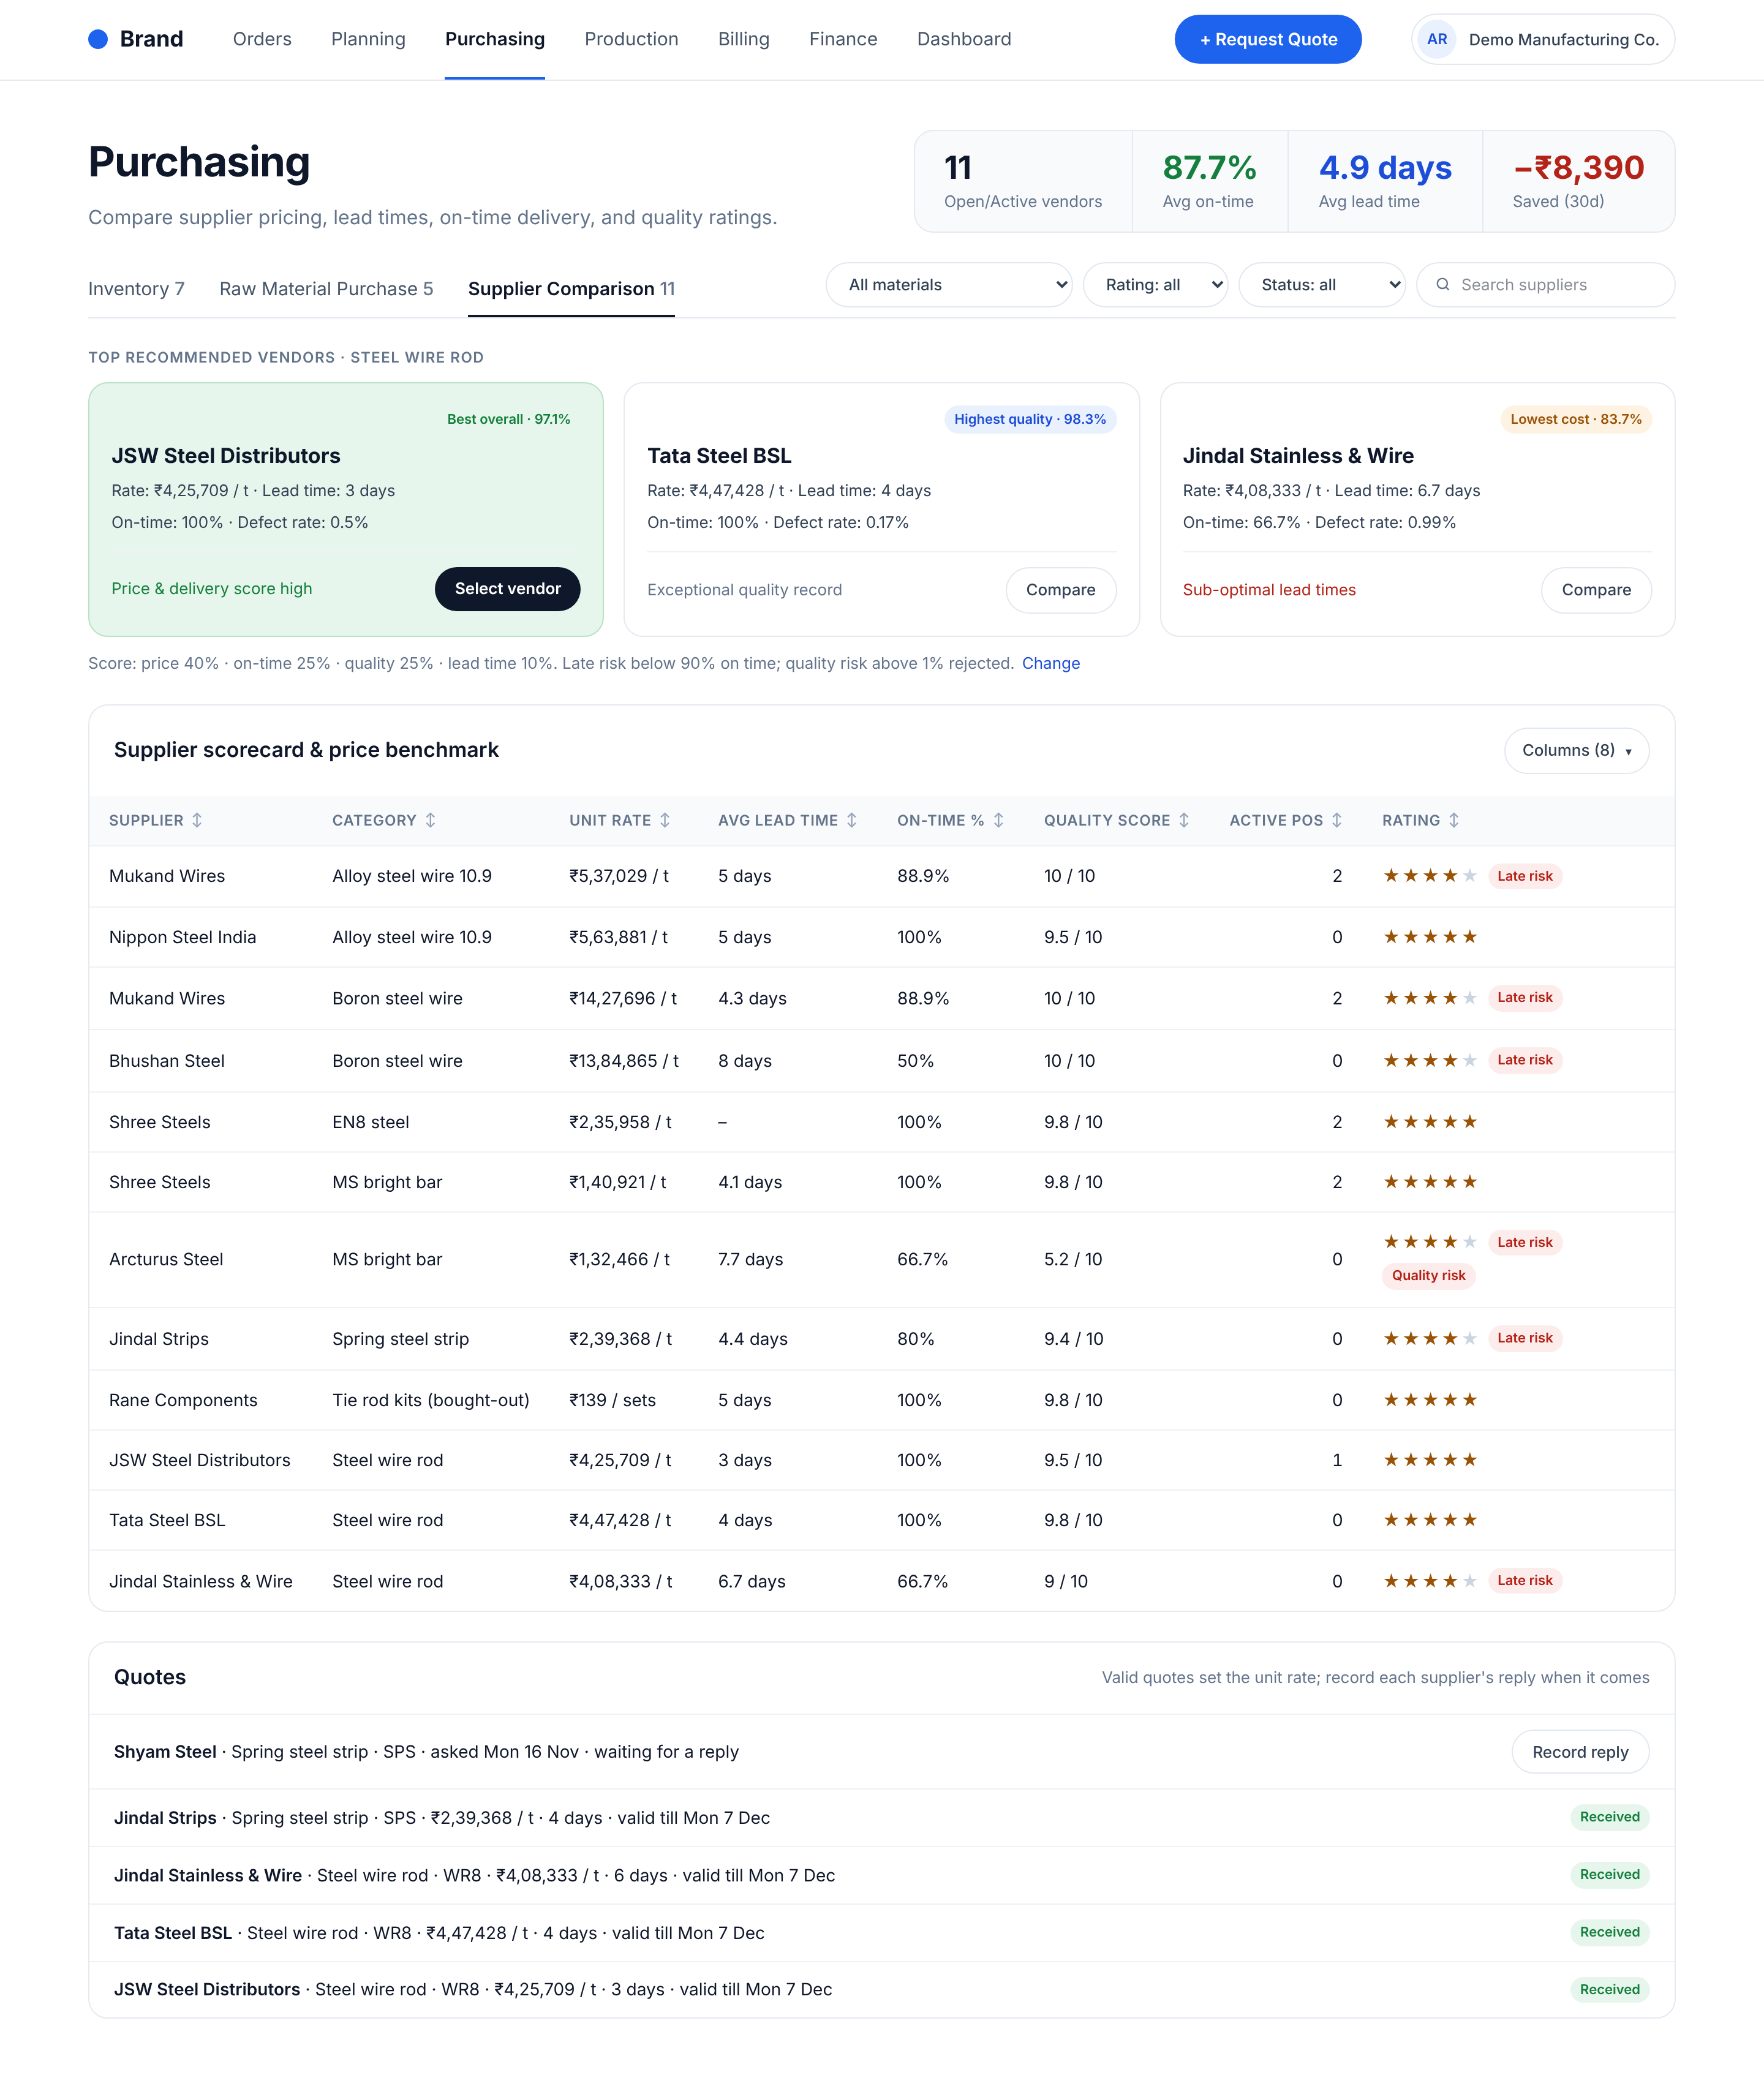 Brand Orders Planning Purchasing Production Billing Finance Dashboard + Request Quote AR Demo Manufacturing Co.
Purchasing
Compare supplier pricing, lead times, on-time delivery, and quality ratings.
11 87.7% 4.9 days −₹8,390
Open/Active vendors Avg on-time Avg lead time Saved (30d)
Inventory 7 Raw Material Purchase 5 Supplier Comparison 11 All materials Rating: all Status: all Search suppliers
TOP RECOMMENDED VENDORS · STEEL WIRE ROD
Best overall · 97.1%
JSW Steel Distributors
Rate: ₹4,25,709 / t · Lead time: 3 days
On-time: 100% · Defect rate: 0.5%
Price & delivery score high Select vendor
Highest quality · 98.3%
Tata Steel BSL
Rate: ₹4,47,428 / t · Lead time: 4 days
On-time: 100% · Defect rate: 0.17%
Exceptional quality record Compare
Lowest cost · 83.7%
Jindal Stainless & Wire
Rate: ₹4,08,333 / t · Lead time: 6.7 days
On-time: 66.7% · Defect rate: 0.99%
Sub-optimal lead times Compare
Score: price 40% · on-time 25% · quality 25% · lead time 10%. Late risk below 90% on time; quality risk above 1% rejected. Change
Supplier scorecard & price benchmark Columns (8) ▾
SUPPLIER ↕ CATEGORY ↕ UNIT RATE ↕ AVG LEAD TIME ↕ ON-TIME % ↕ QUALITY SCORE ↕ ACTIVE POS ↕ RATING ↕
Mukand Wires Alloy steel wire 10.9 ₹5,37,029 / t 5 days 88.9% 10 / 10 2 ★★★★★ Late risk
Nippon Steel India Alloy steel wire 10.9 ₹5,63,881 / t 5 days 100% 9.5 / 10 0 ★★★★★
Mukand Wires Boron steel wire ₹14,27,696 / t 4.3 days 88.9% 10 / 10 2 ★★★★★ Late risk
Bhushan Steel Boron steel wire ₹13,84,865 / t 8 days 50% 10 / 10 0 ★★★★★ Late risk
Shree Steels EN8 steel ₹2,35,958 / t – 100% 9.8 / 10 2 ★★★★★
Shree Steels MS bright bar ₹1,40,921 / t 4.1 days 100% 9.8 / 10 2 ★★★★★
Arcturus Steel MS bright bar ₹1,32,466 / t 7.7 days 66.7% 5.2 / 10 0 ★★★★★ Late risk
Quality risk
Jindal Strips Spring steel strip ₹2,39,368 / t 4.4 days 80% 9.4 / 10 0 ★★★★★ Late risk
Rane Components Tie rod kits (bought-out) ₹139 / sets 5 days 100% 9.8 / 10 0 ★★★★★
JSW Steel Distributors Steel wire rod ₹4,25,709 / t 3 days 100% 9.5 / 10 1 ★★★★★
Tata Steel BSL Steel wire rod ₹4,47,428 / t 4 days 100% 9.8 / 10 0 ★★★★★
Jindal Stainless & Wire Steel wire rod ₹4,08,333 / t 6.7 days 66.7% 9 / 10 0 ★★★★★ Late risk
Quotes Valid quotes set the unit rate; record each supplier's reply when it comes
Shyam Steel · Spring steel strip · SPS · asked Mon 16 Nov · waiting for a reply Record reply
Jindal Strips · Spring steel strip · SPS · ₹2,39,368 / t · 4 days · valid till Mon 7 Dec Received
Jindal Stainless & Wire · Steel wire rod · WR8 · ₹4,08,333 / t · 6 days · valid till Mon 7 Dec Received
Tata Steel BSL · Steel wire rod · WR8 · ₹4,47,428 / t · 4 days · valid till Mon 7 Dec Received
JSW Steel Distributors · Steel wire rod · WR8 · ₹4,25,709 / t · 3 days · valid till Mon 7 Dec Received